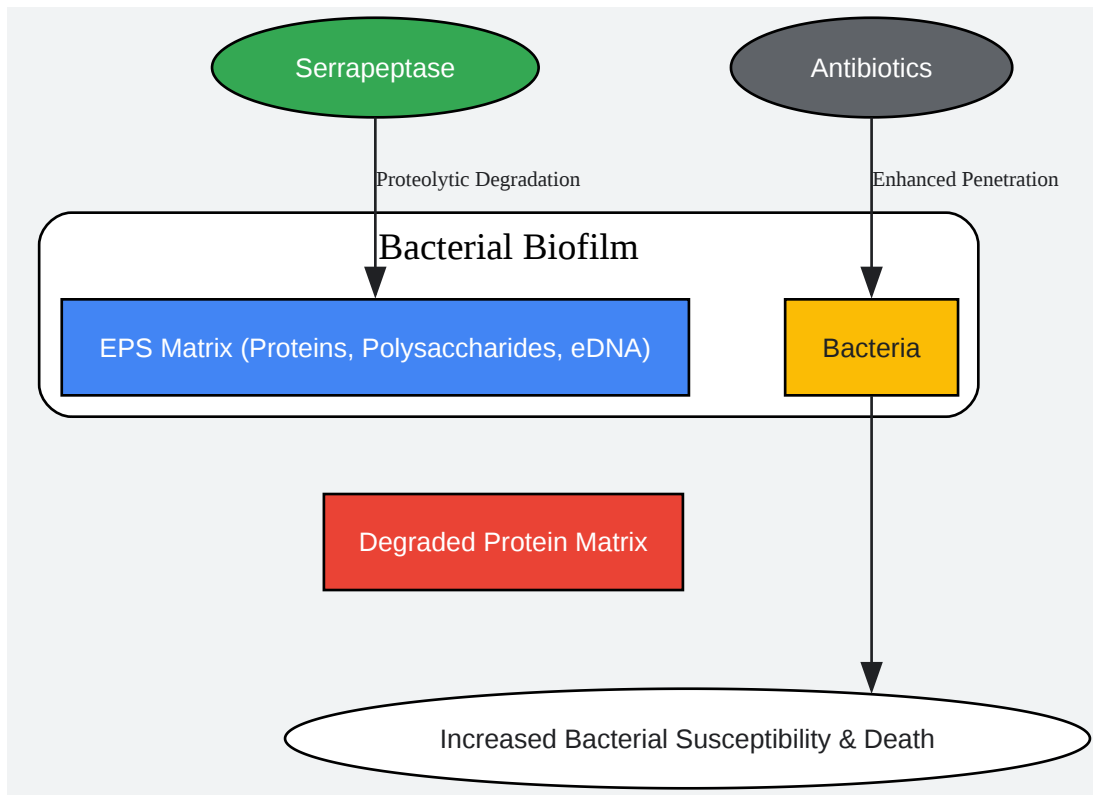 Serrapeptase
Antibiotics
Proteolytic Degradation
Enhanced Penetration
Bacterial Biofilm
EPS Matrix (Proteins, Polysaccharides, eDNA)
Bacteria
Degraded Protein Matrix
Increased Bacterial Susceptibility & Death